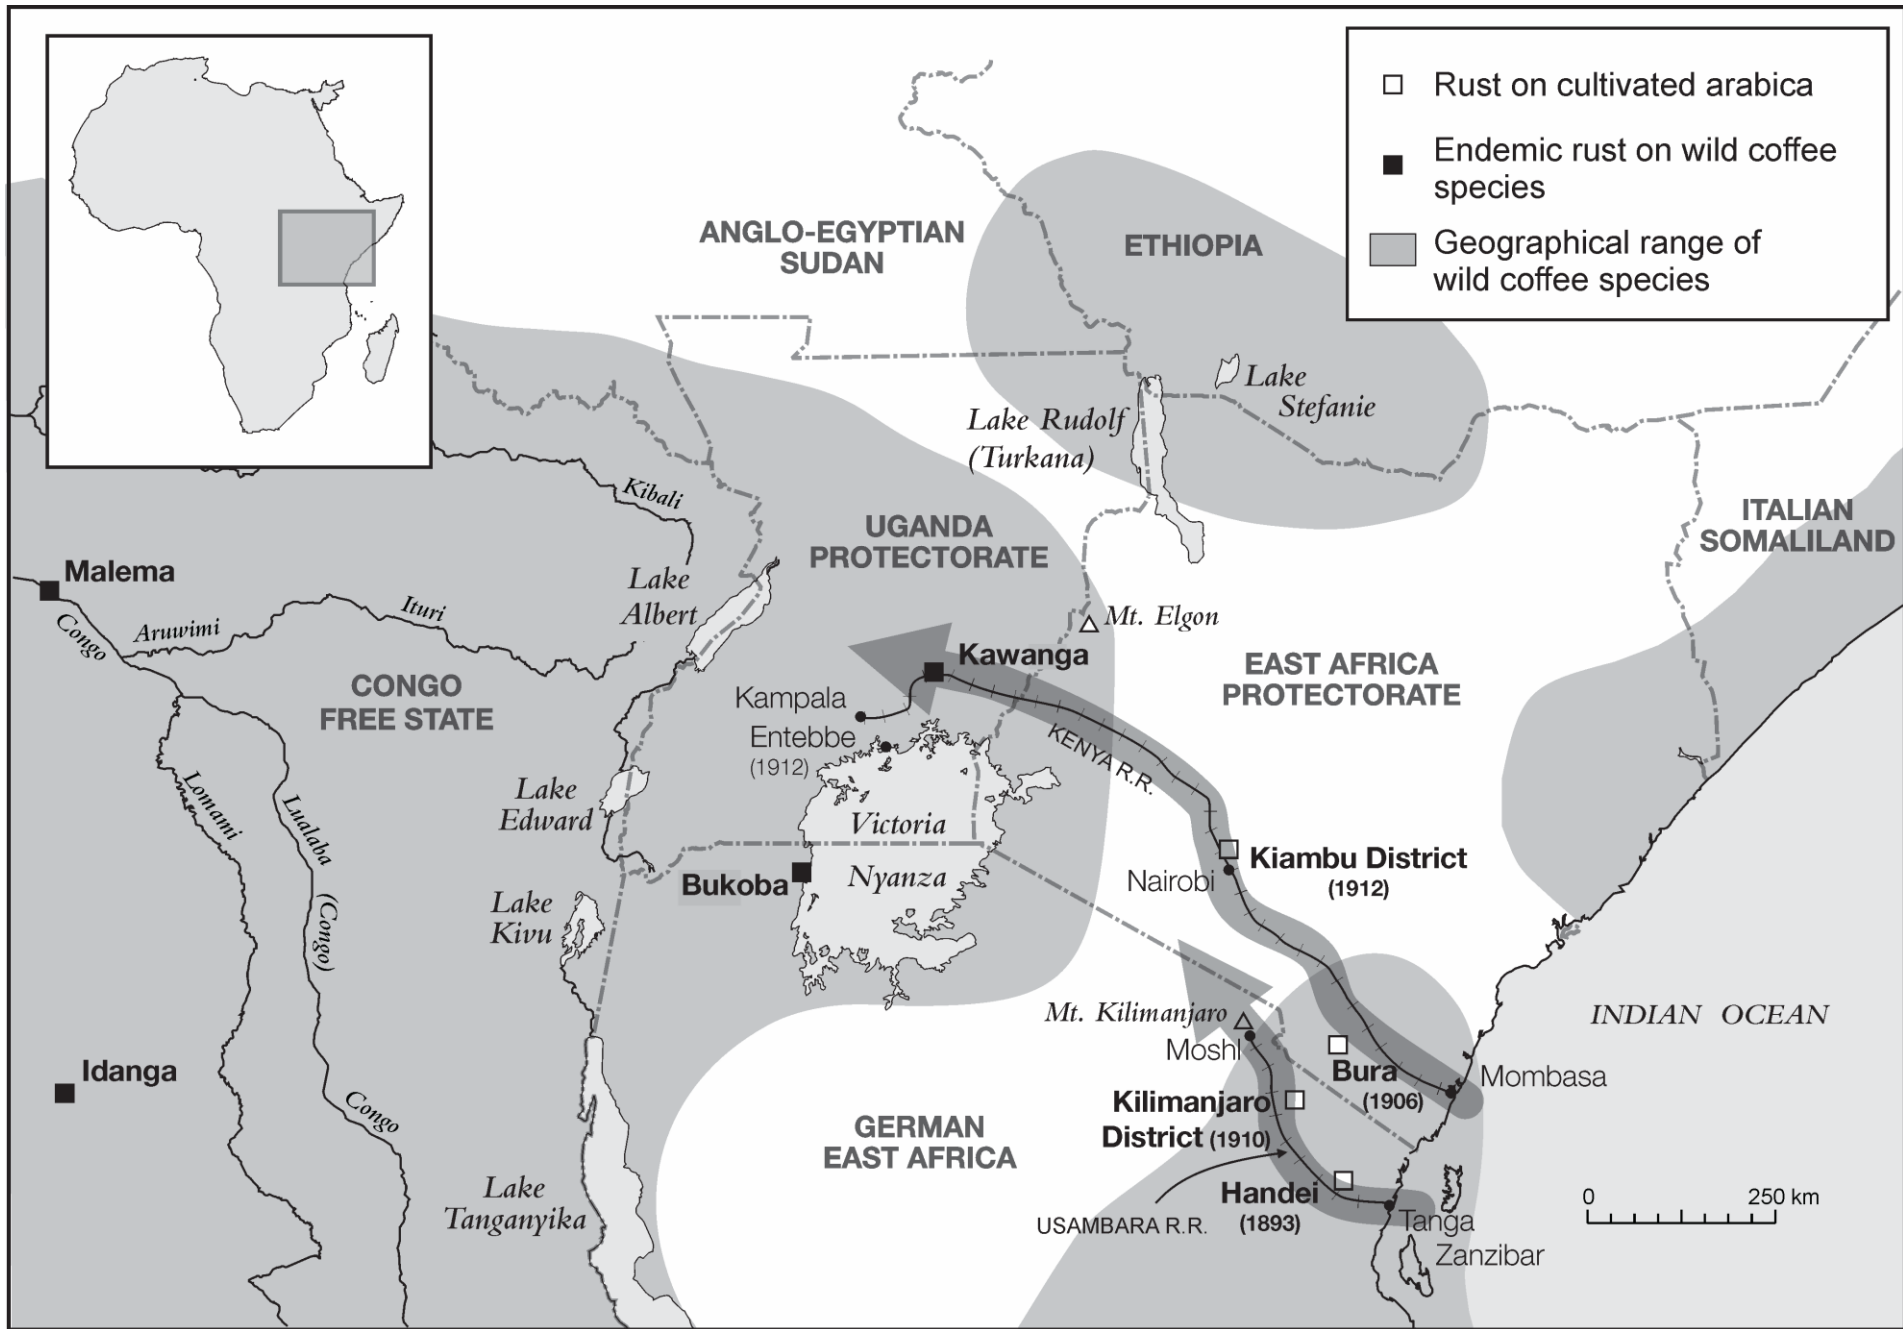 Rust on cultivated arabica
Endemic rust on wild coffee
species
Geographical range of
wild coffee species
ANGLO-EGYPTIAN
SUDAN
ETHIOPIA
Lake
Stefanie
Lake Rudolf
(Turkana)
Kibali
UGANDA
PROTECTORATE
ITALIAN
SOMALILAND
Malema
Lake
Albert
Ituri
Aruwimi
Congo
Mt. Elgon
Kawanga
EAST AFRICA
PROTECTORATE
CONGO
FREE STATE
Kampala
Entebbe
(1912)
KENYA R.R.
Lomami
Lualaba
(Congo)
Lake
Edward
Victoria
Nyanza
Kiambu District
(1912)
Nairobi
Bukoba
Lake
Kivu
Mt. Kilimanjaro
Moshl
INDIAN OCEAN
Idanga
Bura
(1906)
Mombasa
Kilimanjaro
District (1910)
Congo
GERMAN
EAST AFRICA
Lake
Tanganyika
Handei
(1893)
USAMBARA R.R.
Tanga
Zanzibar
0 250 km